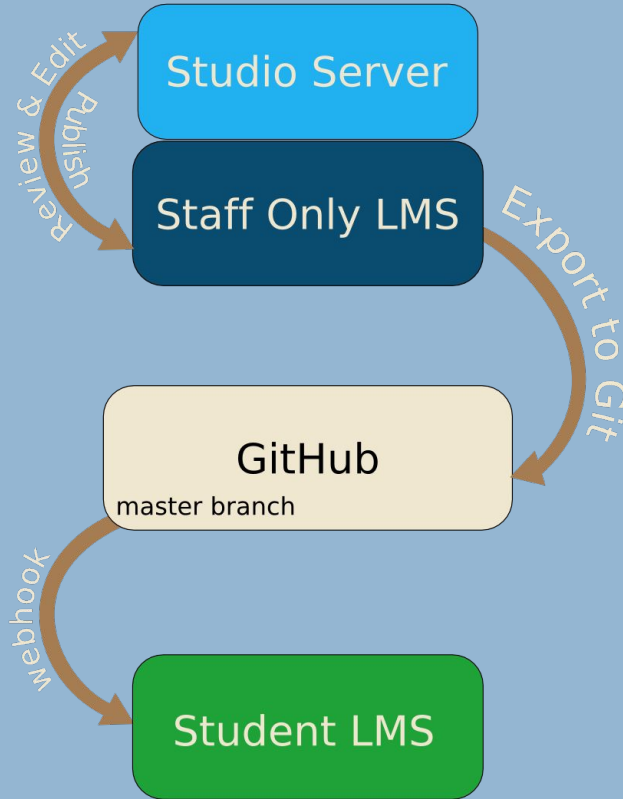 Studio Server
Review & Edit
Publish
Staff Only LMS
Export to Git
GitHub
master branch
webhook
Student LMS